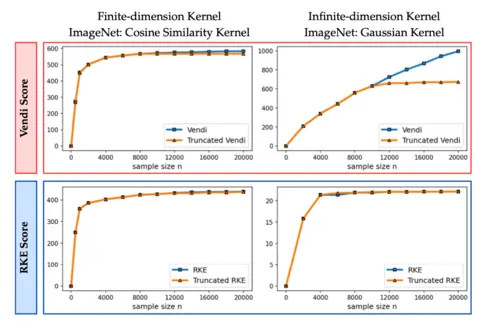 Finite-dimension Kernel
ImageNet: Cosine Similarity Kernel
Infinite-dimension Kernel
ImageNet: Gaussian Kernel
Vendi Score
600
500
400
300
200
100
0
Vendi
Truncated Vendi
0 4000 8000 12000 14000 16000 20000
sample size n
1000
800
600
400
200
0
Vendi
Truncated Vendi
0 4000 8000 12000 14000 16000 20000
sample size n
RKE Score
400
300
200
100
0
RKE
Truncated RKE
0 4000 8000 12000 14000 16000 20000
sample size n
20
15
10
5
0
RKE
Truncated RKE
0 4000 8000 12000 14000 16000 20000
sample size n